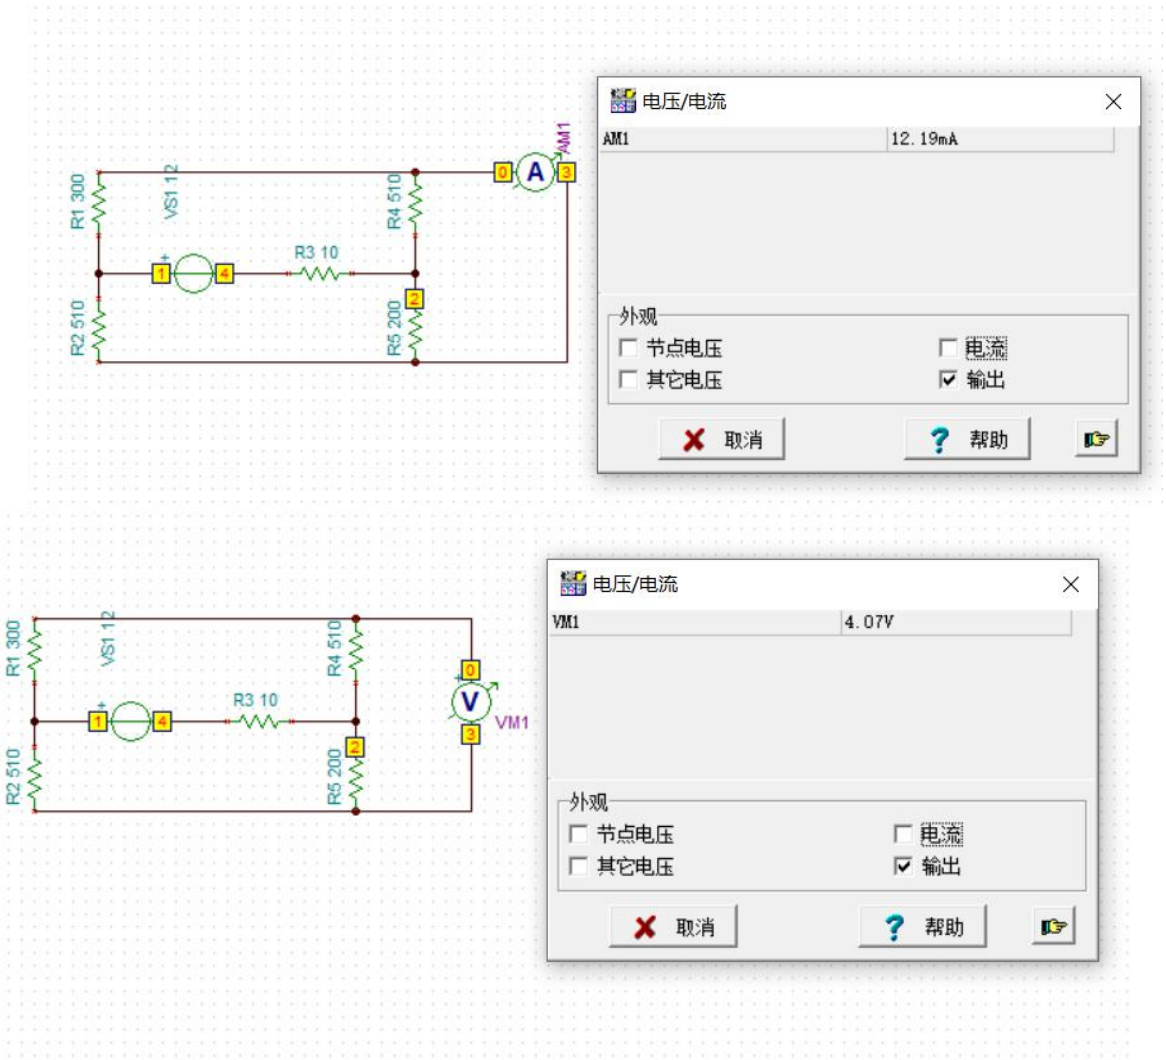 电压/电流
AM1 12.19mA
AM1
0 A 3
R1 300
VS1 12
R4 510
+
1 4
R3 10
2
R2 510
R5 200
外观
节点电压 电流
其它电压 输出
取消 帮助
电压/电流
VM1 4.07V
R1 300
VS1 12
R4 510
0
+
V
VM1
3
+
1 4
R3 10
2
R2 510
R5 200
外观
节点电压 电流
其它电压 输出
取消 帮助